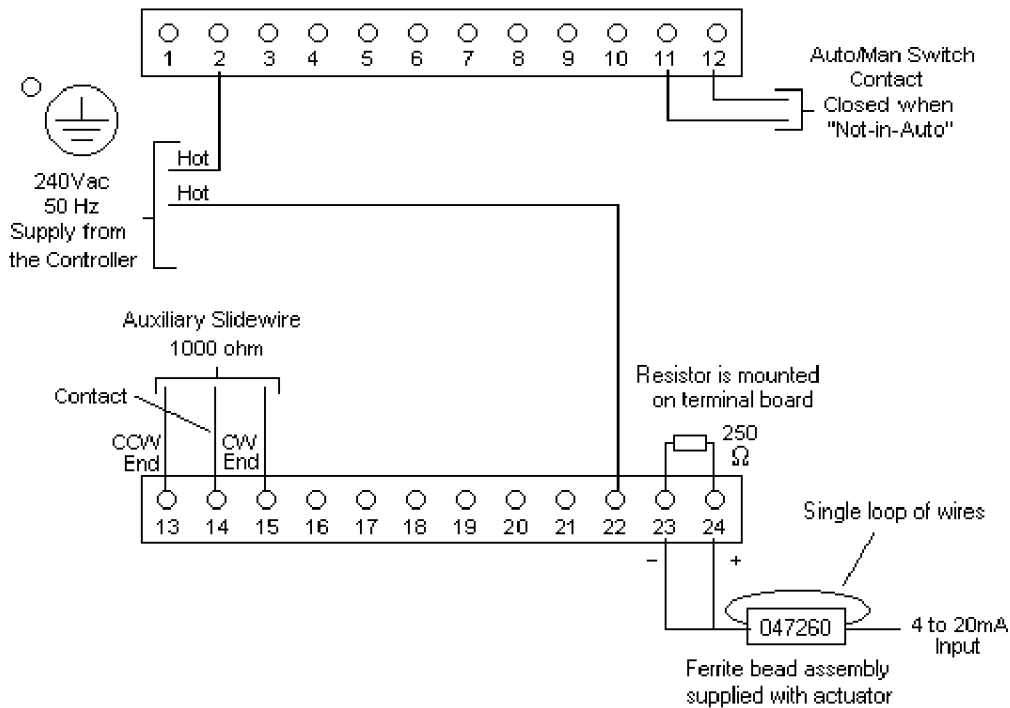 1 2 3 4 5 6 7 8 9 10 11 12
Auto/Man Switch
Contact
Closed when
"Not-in-Auto"
Hot
Hot
240Vac
50 Hz
Supply from
the Controller
Auxiliary Slidewire
1000 ohm
Contact
CCW
End
CW
End
Resistor is mounted
on terminal board
250
Ω
13 14 15 16 17 18 19 20 21 22 23 24
− +
Single loop of wires
047260
4 to 20mA
Input
Ferrite bead assembly
supplied with actuator